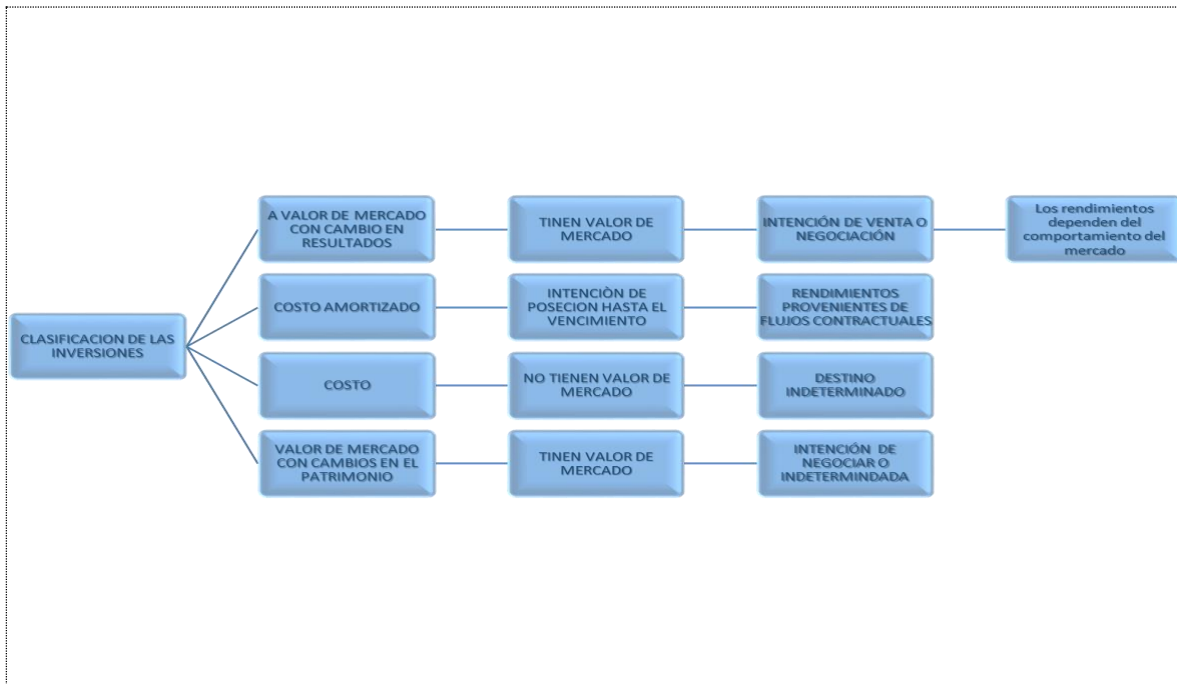 A VALOR DE MERCADO
CON CAMBIO EN
RESULTADOS
TINEN VALOR DE
MERCADO
INTENCIÓN DE VENTA O
NEGOCIACIÓN
Los rendimientos
dependen del
comportamiento del
mercado
CLASIFICACION DE LAS
INVERSIONES
COSTO AMORTIZADO
INTENCIÒN DE
POSECION HASTA EL
VENCIMIENTO
RENDIMIENTOS
PROVENIENTES DE
FLUJOS CONTRACTUALES
COSTO
NO TIENEN VALOR DE
MERCADO
DESTINO
INDETERMINADO
VALOR DE MERCADO
CON CAMBIOS EN EL
PATRIMONIO
TINEN VALOR DE
MERCADO
INTENCIÓN DE
NEGOCIAR O
INDETERMINDADA